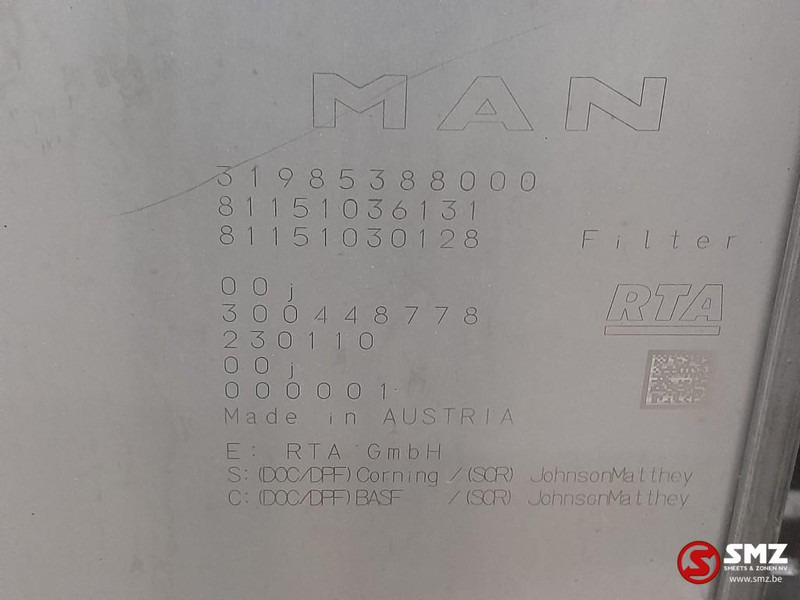 MAN
31985388000
81151036131
81151030128 Filter
00j
300448778
RTA
230110
00j
000001
Made in AUSTRIA
E: RTA GmbH
S: (DOC/DPF) Corning /(SCR) JohnsonMatthey
C: (DOC/DPF) BASF /(SCR) JohnsonMatthey
SMZ
SMEETS & ZONEN NV
www.smz.be